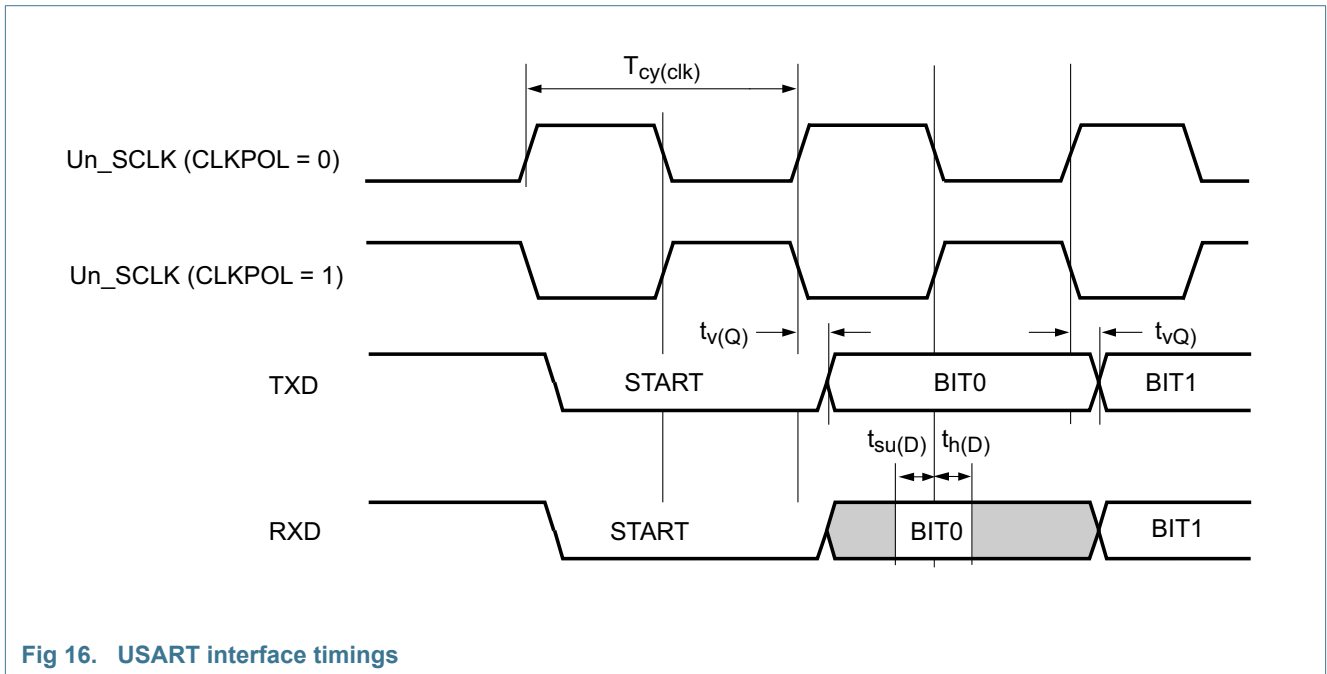 Tcy(clk)
Un_SCLK (CLKPOL = 0)
Un_SCLK (CLKPOL = 1)
tv(Q)
tvQ)
TXD
START
BIT0
BIT1
tsu(D)
th(D)
RXD
START
BIT0
BIT1
Fig 16. USART interface timings